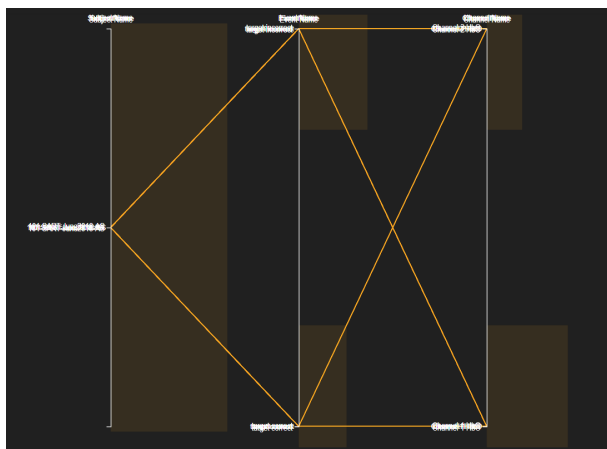 Subject Name
Event Name
Channel Name
target incorrect
Channel 2 HbO
target correct
Channel 1 HbO